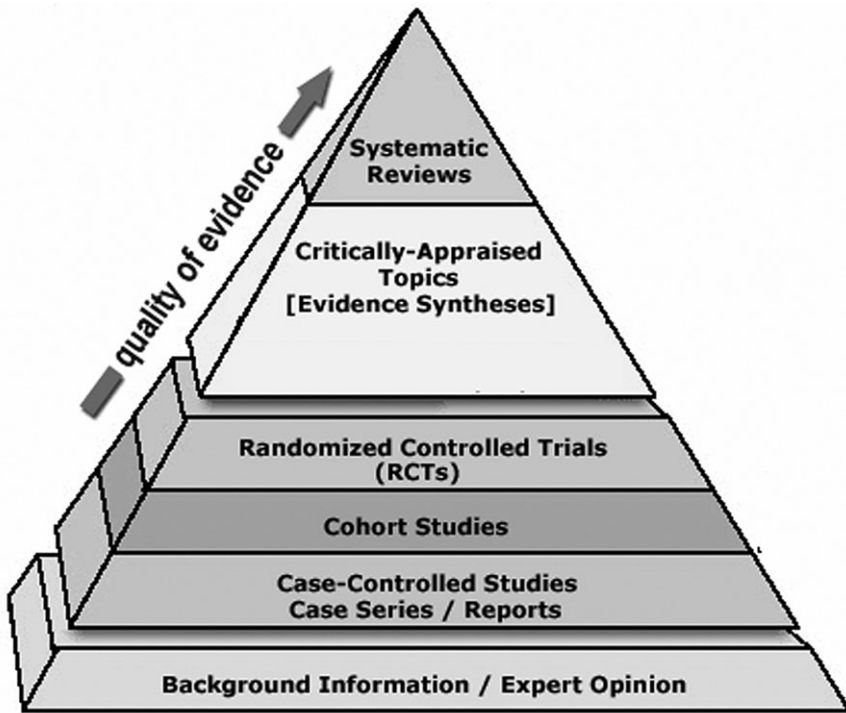 quality of evidence
Systematic
Reviews
Critically-Appraised
Topics
[Evidence Syntheses]
Randomized Controlled Trials
(RCTs)
Cohort Studies
Case-Controlled Studies
Case Series / Reports
Background Information / Expert Opinion